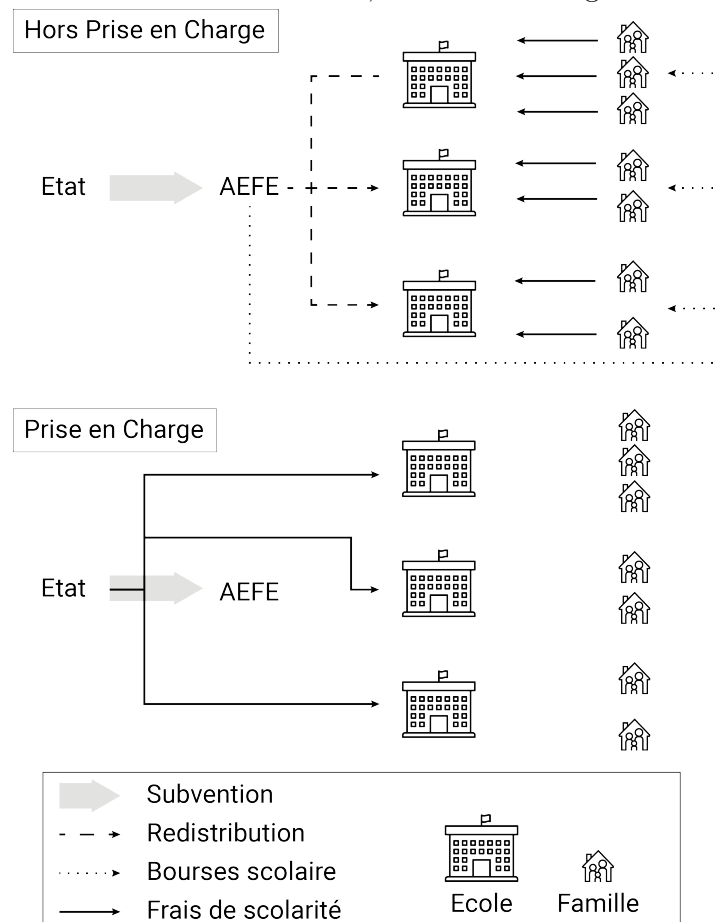 Hors Prise en Charge
Etat
AEFE
Prise en Charge
Etat
AEFE
Subvention
Redistribution
Bourses scolaire
Frais de scolarité
Ecole
Famille